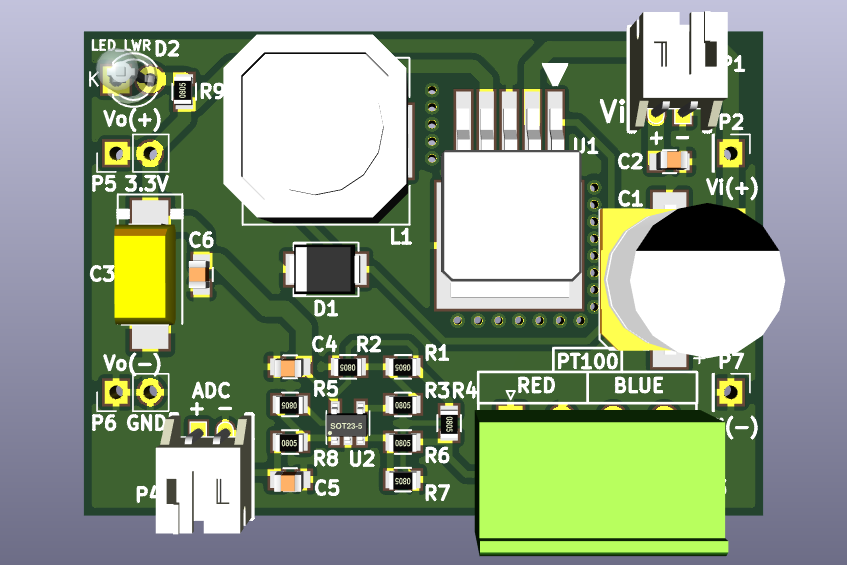 LED_LWR D2
K
R9
Vo(+)
P5 3.3V
P1
Vi
+ -
P2
C2
Vi(+)
C1
U1
L1
C6
C3
D1
Vo(-)
P6 GND
ADC
+ -
P4
C4 R2 R1
R5 R3 R4
R8 U2 R6
C5 R7
0805
0805
0805
0805
0805
0805
0805
0805
0805
SOT23-5
PT100
RED BLUE
+
P7
(-)